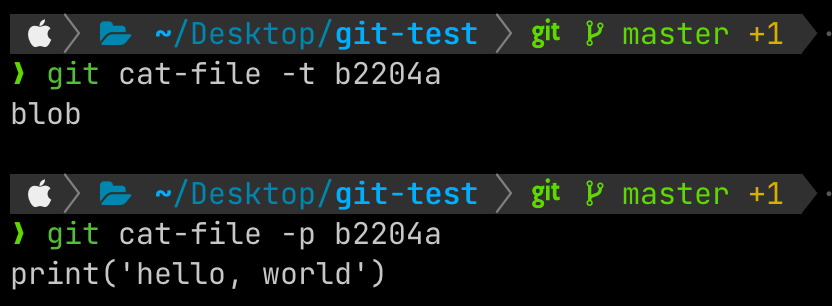 ~/Desktop/git-test git master +1
❯ git cat-file -t b2204a
blob
~/Desktop/git-test git master +1
❯ git cat-file -p b2204a
print('hello, world')